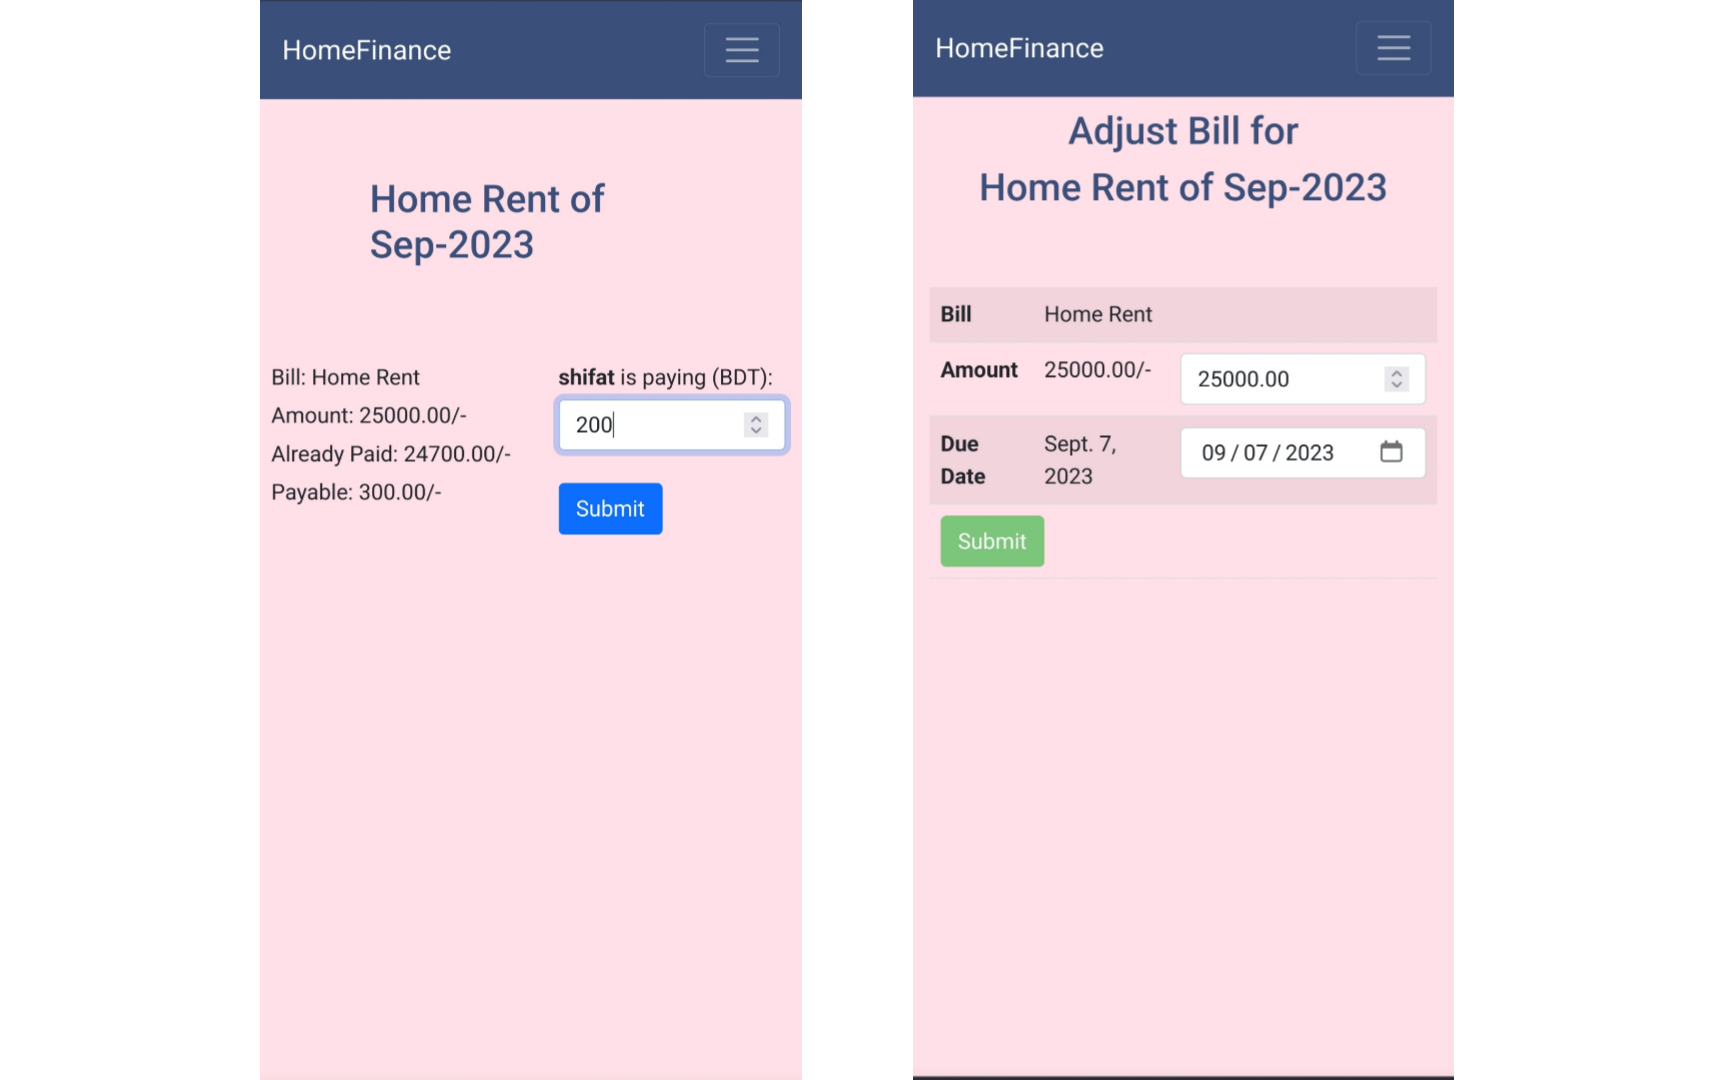 HomeFinance
Home Rent of
Sep-2023
Bill: Home Rent
Amount: 25000.00/-
Already Paid: 24700.00/-
Payable: 300.00/-
shifat is paying (BDT):
200
Submit
HomeFinance
Adjust Bill for
Home Rent of Sep-2023
Bill Home Rent
Amount 25000.00/- 25000.00
Due Date Sept. 7, 2023 09/07/2023
Submit